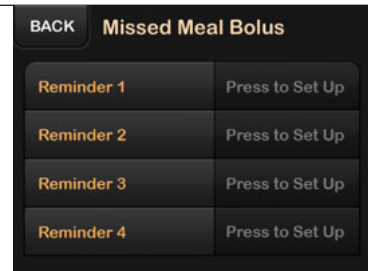 BACK Missed Meal Bolus
Reminder 1 Press to Set Up
Reminder 2 Press to Set Up
Reminder 3 Press to Set Up
Reminder 4 Press to Set Up